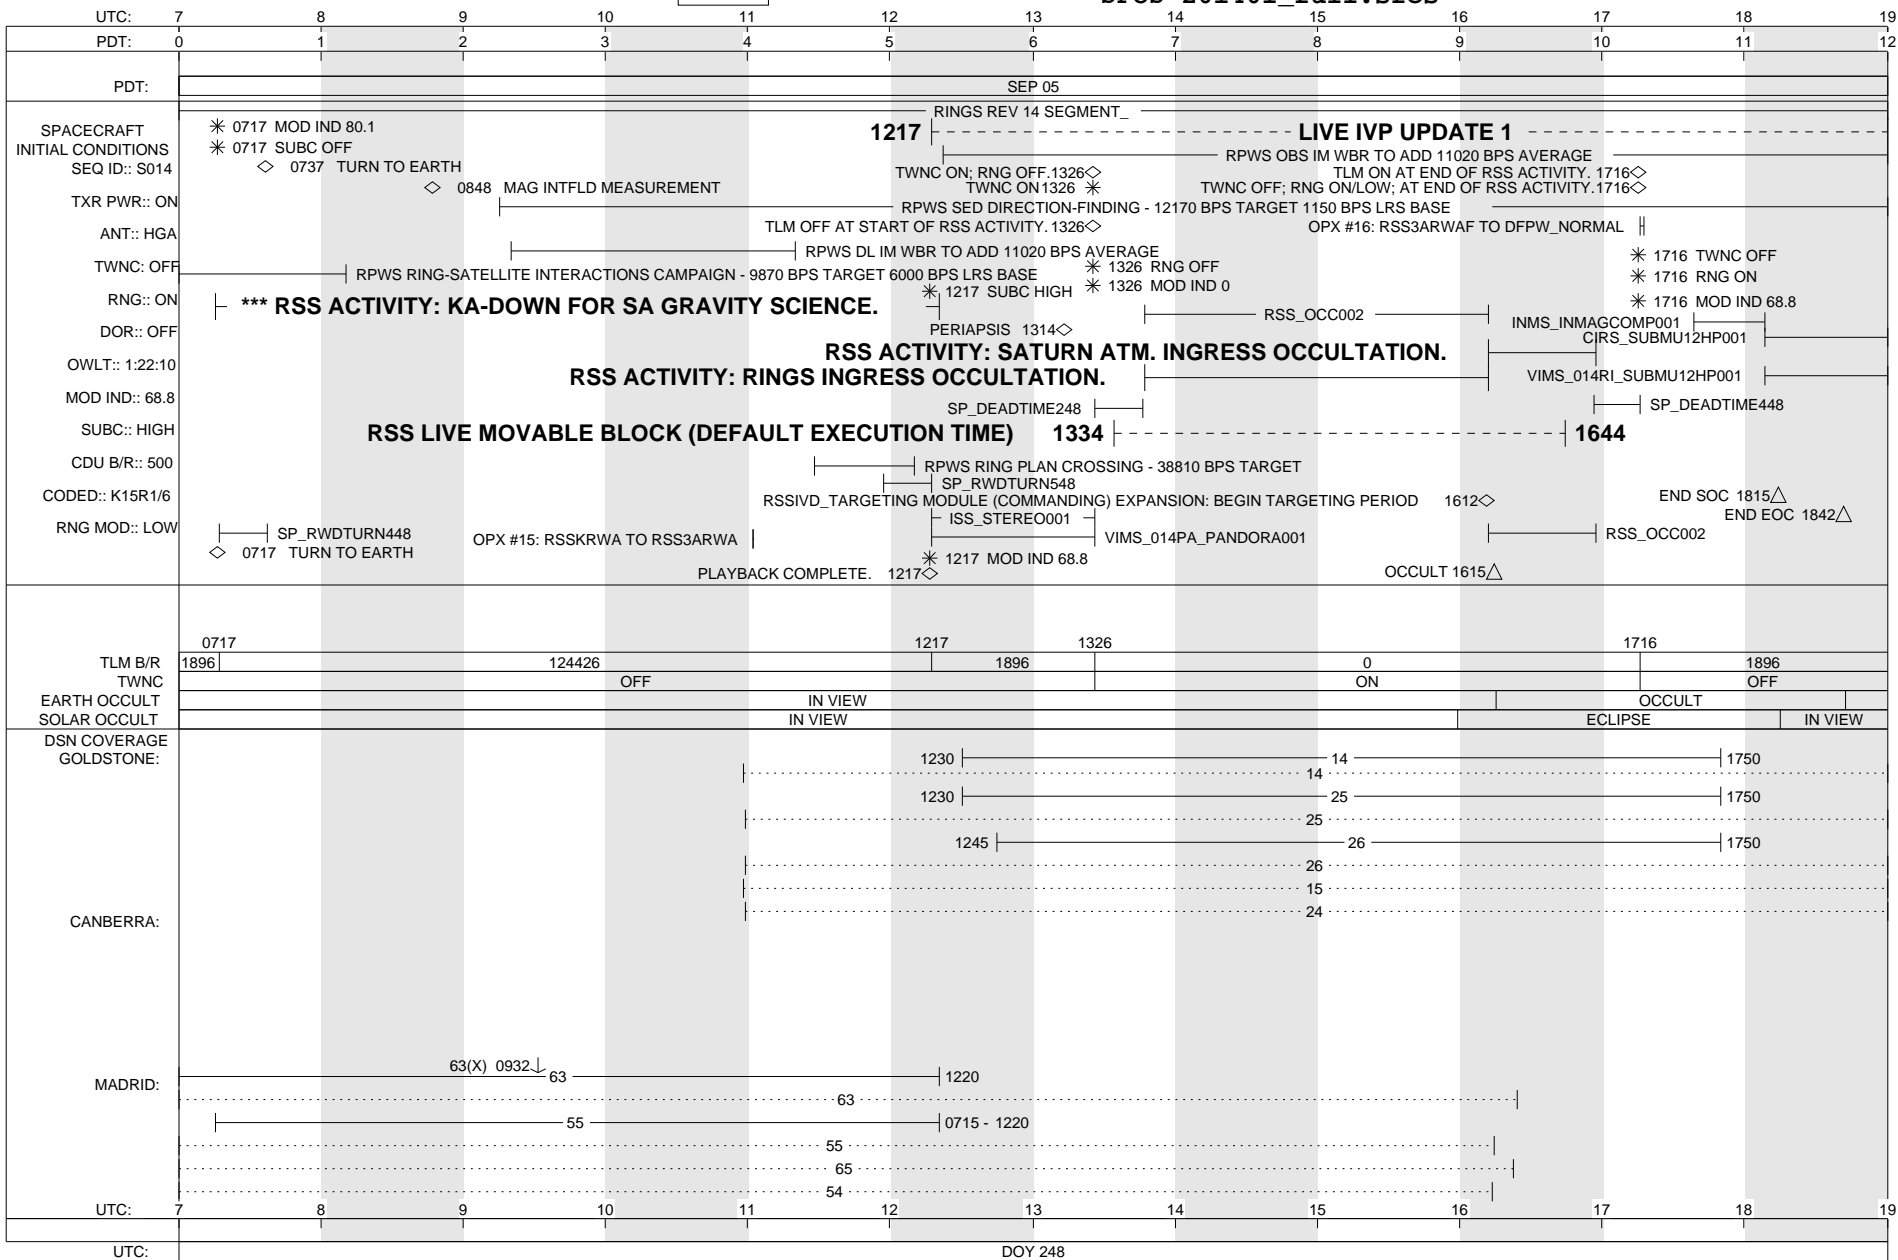 UTC: 7 8 9 10 11 12 13 14 15 16 17 18 19
PDT: 0 1 2 3 4 5 6 7 8 9 10 11 12
PDT: SEP 05
RINGS REV 14 SEGMENT_
SPACECRAFT
INITIAL CONDITIONS
SEQ ID:: S014
TXR PWR:: ON
ANT:: HGA
TWNC: OFF
RNG:: ON
DOR:: OFF
OWLT:: 1:22:10
MOD IND:: 68.8
SUBC:: HIGH
CDU B/R:: 500
CODED:: K15R1/6
RNG MOD:: LOW
0717 MOD IND 80.1
1217 LIVE IVP UPDATE 1
0717 SUBC OFF
RPWS OBS IM WBR TO ADD 11020 BPS AVERAGE
0737 TURN TO EARTH
TWNC ON; RNG OFF.1326
TLM ON AT END OF RSS ACTIVITY. 1716
0848 MAG INTFLD MEASUREMENT
TWNC ON1326
TWNC OFF; RNG ON/LOW; AT END OF RSS ACTIVITY.1716
RPWS SED DIRECTION-FINDING - 12170 BPS TARGET 1150 BPS LRS BASE
TLM OFF AT START OF RSS ACTIVITY. 1326
OPX #16: RSS3ARWAF TO DFPW_NORMAL
RPWS DL IM WBR TO ADD 11020 BPS AVERAGE
1716 TWNC OFF
1326 RNG OFF
RPWS RING-SATELLITE INTERACTIONS CAMPAIGN - 9870 BPS TARGET 6000 BPS LRS BASE
1716 RNG ON
1326 MOD IND 0
1217 SUBC HIGH
1716 MOD IND 68.8
*** RSS ACTIVITY: KA-DOWN FOR SA GRAVITY SCIENCE.
RSS_OCC002
INMS_INMAGCOMP001
PERIAPSIS 1314
CIRS_SUBMU12HP001
RSS ACTIVITY: SATURN ATM. INGRESS OCCULTATION.
RSS ACTIVITY: RINGS INGRESS OCCULTATION.
VIMS_014RI_SUBMU12HP001
SP_DEADTIME248
SP_DEADTIME448
RSS LIVE MOVABLE BLOCK (DEFAULT EXECUTION TIME) 1334 1644
RPWS RING PLAN CROSSING - 38810 BPS TARGET
SP_RWDTURN548
RSSIVD_TARGETING MODULE (COMMANDING) EXPANSION: BEGIN TARGETING PERIOD 1612
END SOC 1815
END EOC 1842
ISS_STEREO001
SP_RWDTURN448
RSS_OCC002
OPX #15: RSSKRWA TO RSS3ARWA
VIMS_014PA_PANDORA001
0717 TURN TO EARTH
1217 MOD IND 68.8
PLAYBACK COMPLETE. 1217
OCCULT 1615
0717 1217 1326 1716
TLM B/R 1896 124426 1896 0 1896
TWNC OFF ON OFF
EARTH OCCULT IN VIEW OCCULT
SOLAR OCCULT IN VIEW ECLIPSE IN VIEW
DSN COVERAGE
GOLDSTONE:
1230 14 1750
14
1230 25 1750
25
1245 26 1750
26
15
24
CANBERRA:
MADRID:
63(X) 0932
63 1220
63
55 0715 - 1220
55
65
54
UTC: 7 8 9 10 11 12 13 14 15 16 17 18 19
UTC: DOY 248